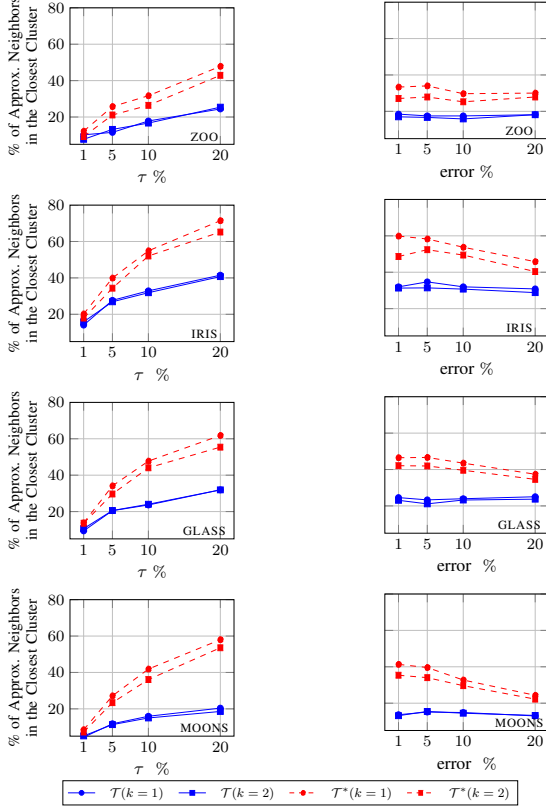 % of Approx. Neighbors
in the Closest Cluster
80
60
40
20
ZOO
1 5 10 20
τ %
ZOO
1 5 10 20
error %
% of Approx. Neighbors
in the Closest Cluster
80
60
40
20
IRIS
1 5 10 20
τ %
IRIS
1 5 10 20
error %
% of Approx. Neighbors
in the Closest Cluster
80
60
40
20
GLASS
1 5 10 20
τ %
GLASS
1 5 10 20
error %
% of Approx. Neighbors
in the Closest Cluster
80
60
40
20
MOONS
1 5 10 20
τ %
MOONS
1 5 10 20
error %
𝒯(k = 1) 𝒯(k = 2) 𝒯*(k = 1) 𝒯*(k = 2)